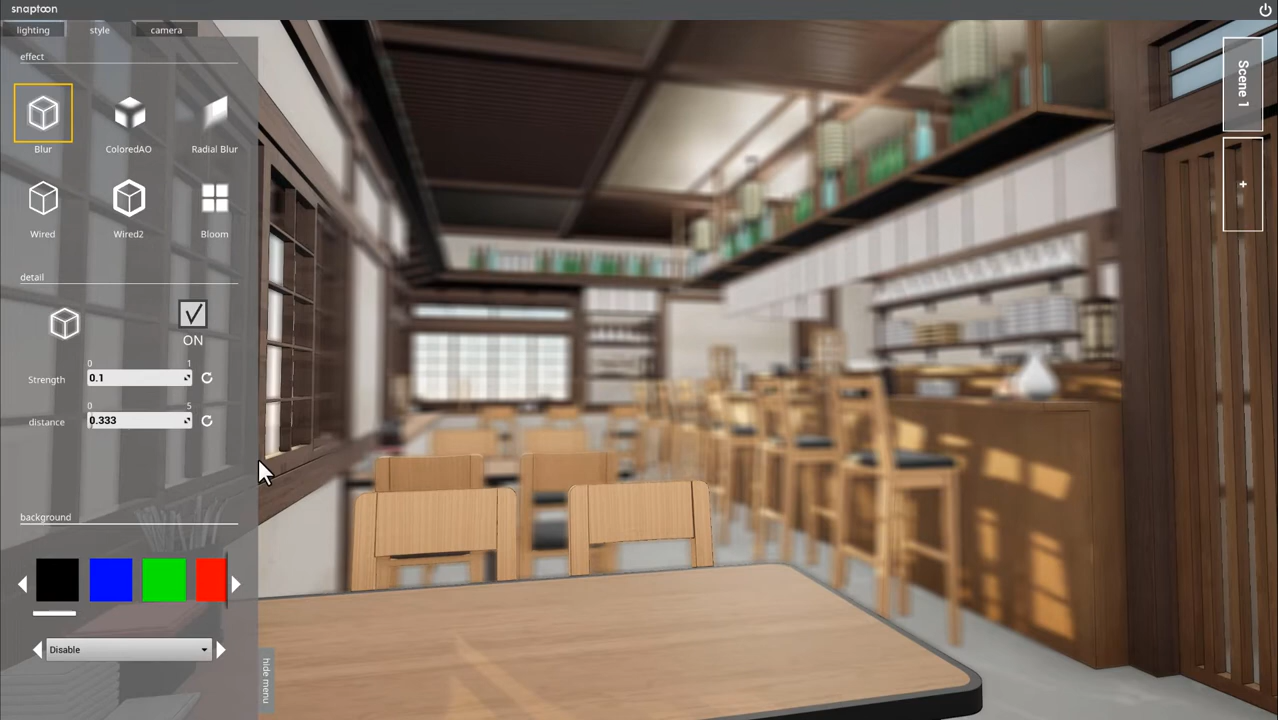 snaptoon
lighting style camera
effect
Blur ColoredAO Radial Blur
Wired Wired2 Bloom
detail
ON
0 1
Strength 0.1
0 5
distance 0.333
background
Disable
hide menu
Scene 1
+